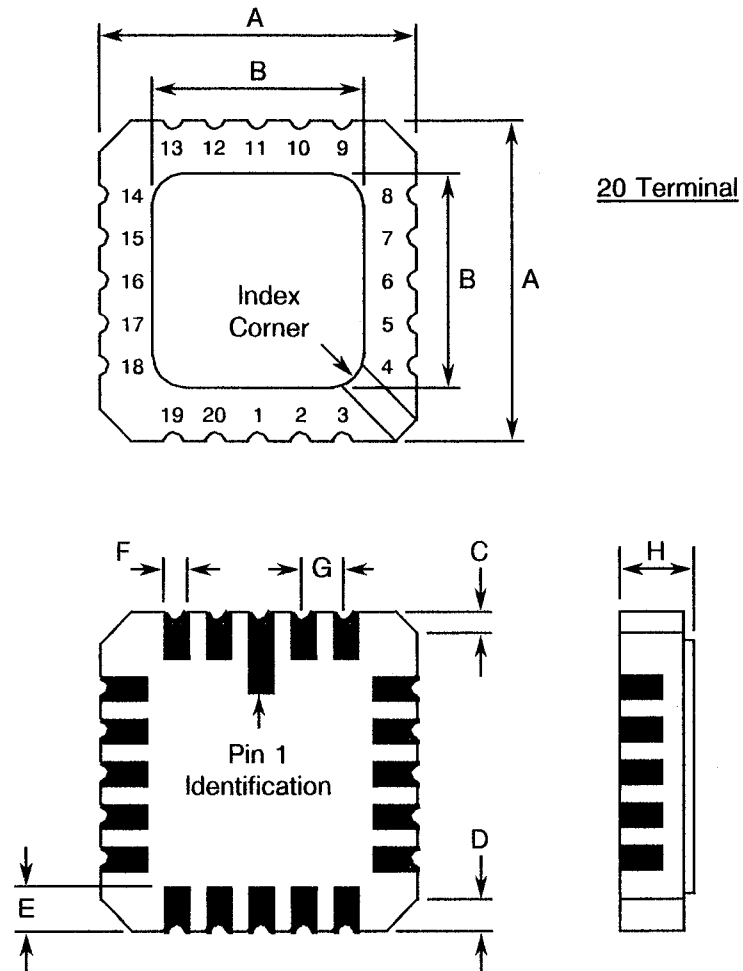 A
B
13 12 11 10 9
20 Terminal
14
8
15
7
16
6
17
5
18
4
Index
Corner
B
A
19 20 1 2 3
F
G
C
H
Pin 1
Identification
D
E